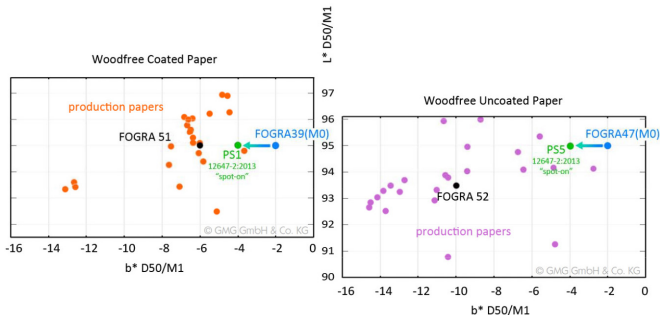 Woodfree Coated Paper
97
96
95
94
93
92
-16
-14
-12
-10
-8
-6
-4
-2
0
b* D50/M1
production papers
FOGRA 51
FOGRA39(M0)
PS1
12647-2:2013
"spot-on"
© GMG GmbH & Co. KG
L* D50/M1
Woodfree Uncoated Paper
97
96
95
94
93
92
91
90
-16
-14
-12
-10
-8
-6
-4
-2
0
b* D50/M1
FOGRA47(M0)
PS5
12647-2:2013
"spot-on"
FOGRA 52
production papers
© GMG GmbH & Co. KG